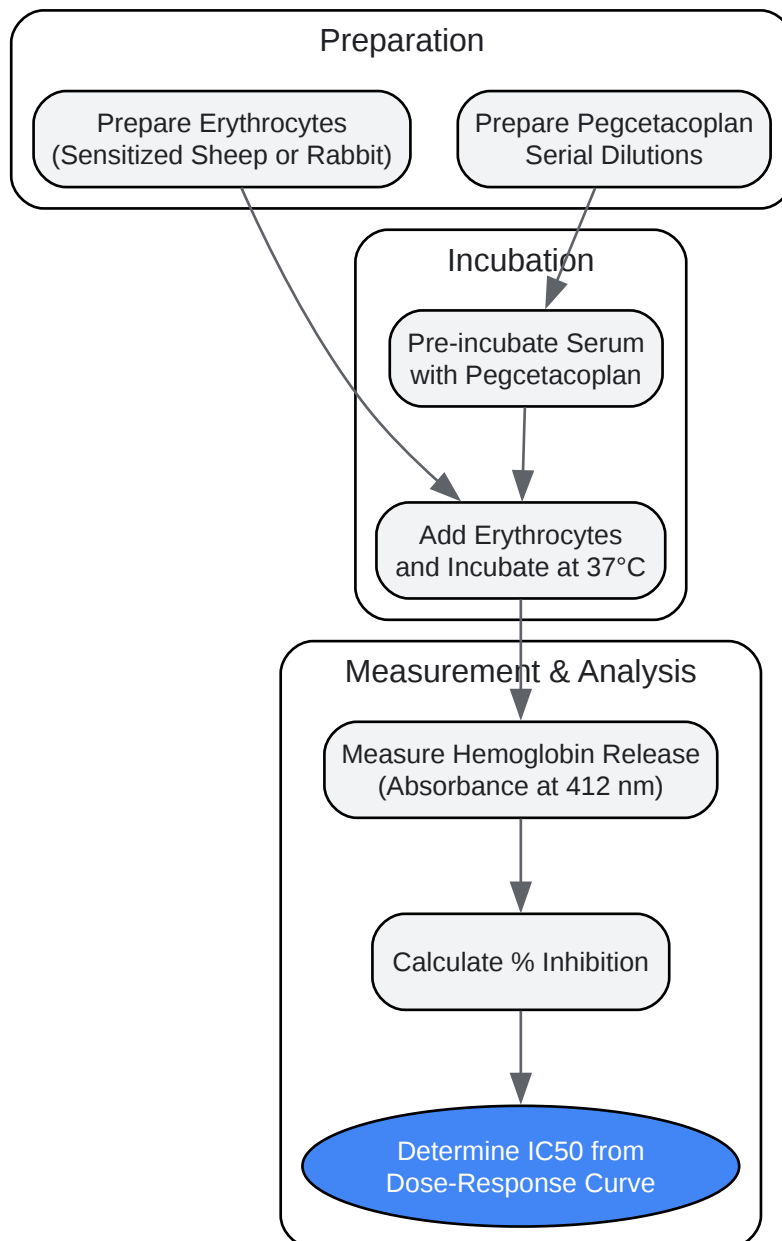 Preparation
Prepare Erythrocytes
(Sensitized Sheep or Rabbit)
Prepare Pegcetacoplan
Serial Dilutions
Incubation
Pre-incubate Serum
with Pegcetacoplan
Add Erythrocytes
and Incubate at 37°C
Measurement & Analysis
Measure Hemoglobin Release
(Absorbance at 412 nm)
Calculate % Inhibition
Determine IC50 from
Dose-Response Curve